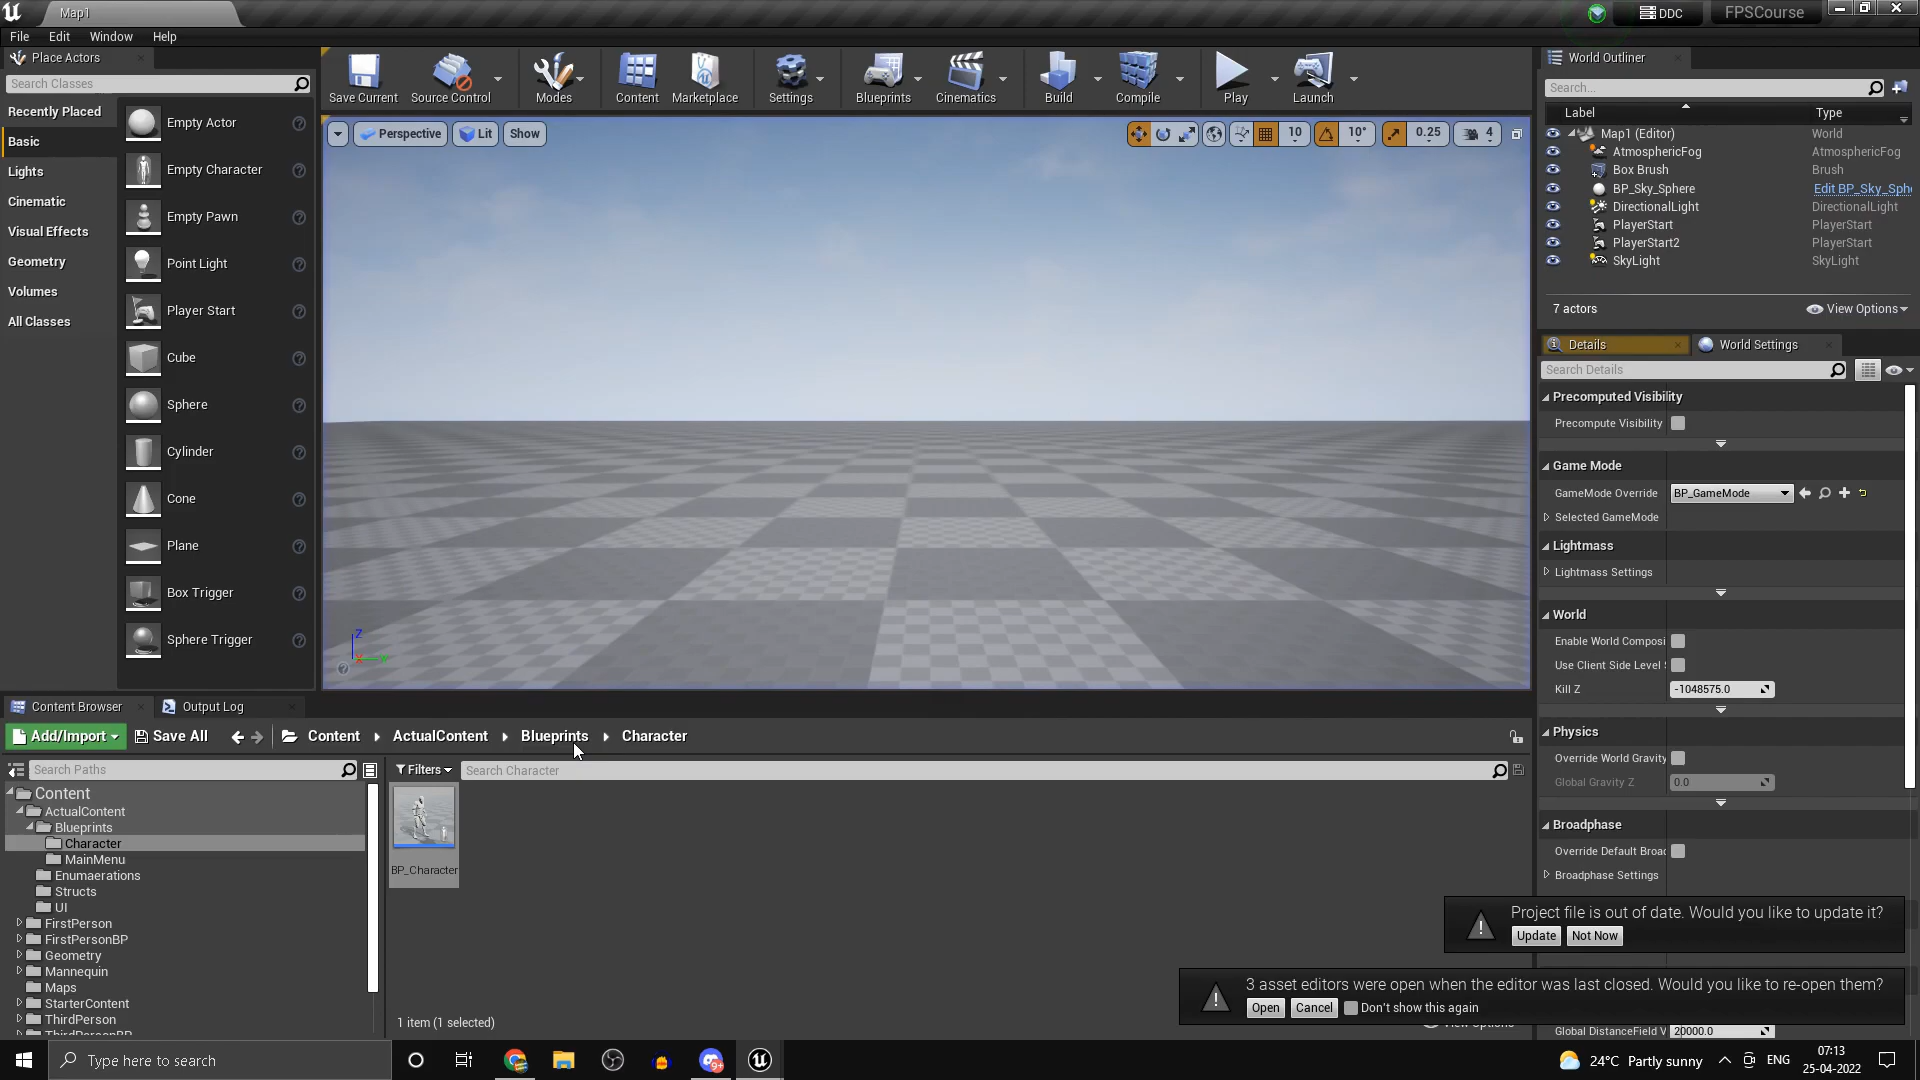 Map1
DDC
FPSCourse
File Edit Window Help
Place Actors
Search Classes
Recently Placed
Basic
Lights
Cinematic
Visual Effects
Geometry
Volumes
All Classes
Empty Actor
Empty Character
Empty Pawn
Point Light
Player Start
Cube
Sphere
Cylinder
Cone
Plane
Box Trigger
Sphere Trigger
Save Current Source Control Modes Content Marketplace Settings Blueprints Cinematics Build Compile Play Launch
Perspective Lit Show
10 10° 0.25 4
Z
X Y
World Outliner
Search...
Label Type
Map1 (Editor) World
AtmosphericFog AtmosphericFog
Box Brush Brush
BP_Sky_Sphere Edit BP_Sky_Sph
DirectionalLight DirectionalLight
PlayerStart PlayerStart
PlayerStart2 PlayerStart
SkyLight SkyLight
7 actors View Options
Details World Settings
Search Details
Precomputed Visibility
Precompute Visibility
Game Mode
GameMode Override BP_GameMode
Selected GameMode
Lightmass
Lightmass Settings
World
Enable World Composi
Use Client Side Level
Kill Z -1048575.0
Physics
Override World Gravity
Global Gravity Z 0.0
Broadphase
Override Default Broac
Broadphase Settings
Global DistanceField V 20000.0
Content Browser Output Log
Add/Import Save All Content ActualContent Blueprints Character
Search Paths
Filters Search Character
Content
ActualContent
Blueprints
Character
MainMenu
Enumaerations
Structs
UI
FirstPerson
FirstPersonBP
Geometry
Mannequin
Maps
StarterContent
ThirdPerson
ThirdPersonBP
BP_Character
1 item (1 selected)
View Options
Project file is out of date. Would you like to update it?
Update Not Now
3 asset editors were open when the editor was last closed. Would you like to re-open them?
Open Cancel Don't show this again
Type here to search
9+
24°C Partly sunny
ENG
07:13
25-04-2022